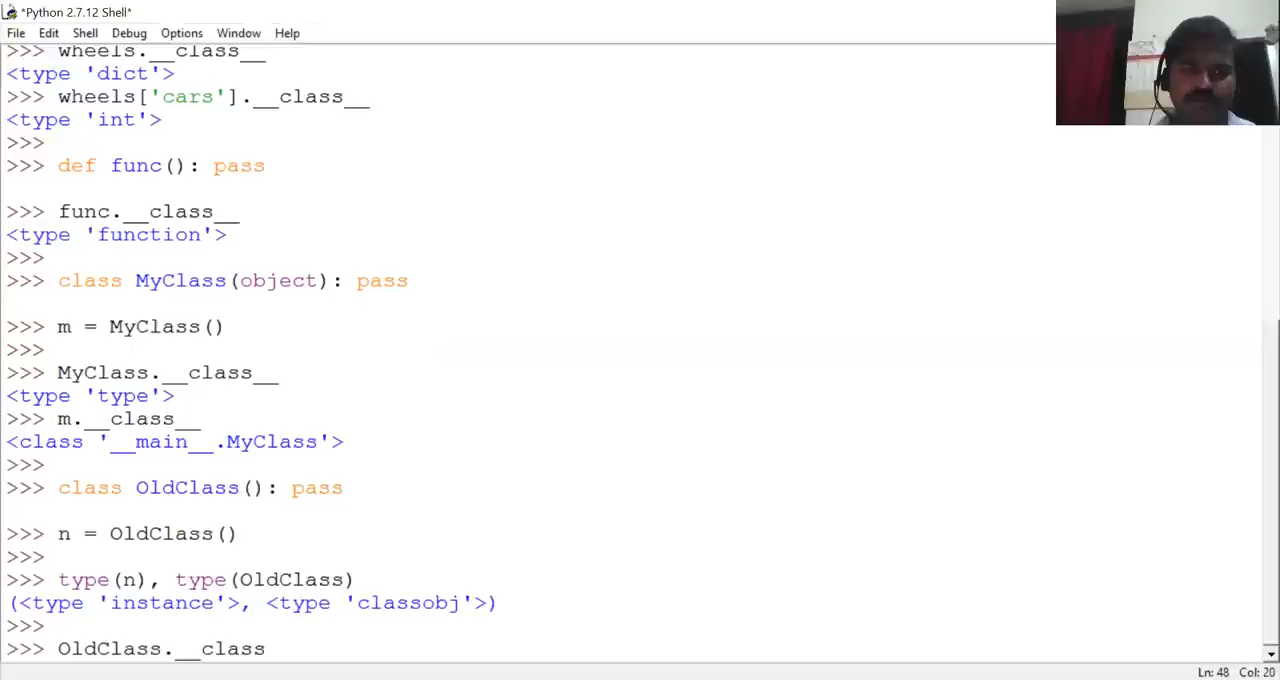 *Python 2.7.12 Shell*
File Edit Shell Debug Options Window Help
>>> wheels.__class__
<type 'dict'>
>>> wheels['cars'].__class__
<type 'int'>
>>>
>>> def func(): pass
>>> func.__class__
<type 'function'>
>>>
>>> class MyClass(object): pass
>>> m = MyClass()
>>>
>>> MyClass.__class__
<type 'type'>
>>> m.__class__
<class '__main__.MyClass'>
>>>
>>> class OldClass(): pass
>>> n = OldClass()
>>>
>>> type(n), type(OldClass)
(<type 'instance'>, <type 'classobj'>)
>>>
>>> OldClass.__class
Ln: 48 Col: 20